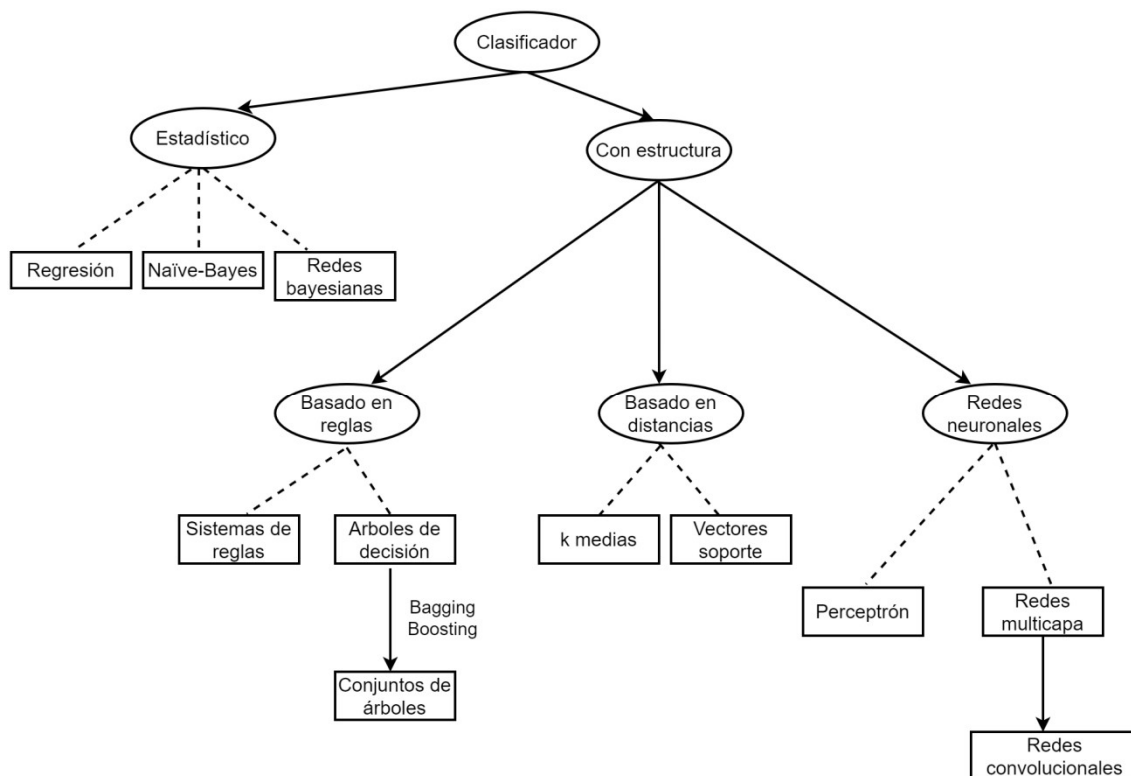 Clasificador
Estadístico
Con estructura
Regresión
Naïve-Bayes
Redes
bayesianas
Basado en
reglas
Basado en
distancias
Redes
neuronales
Sistemas de
reglas
Arboles de
decisión
k medias
Vectores
soporte
Perceptrón
Redes
multicapa
Bagging
Boosting
Conjuntos de
árboles
Redes
convolucionales